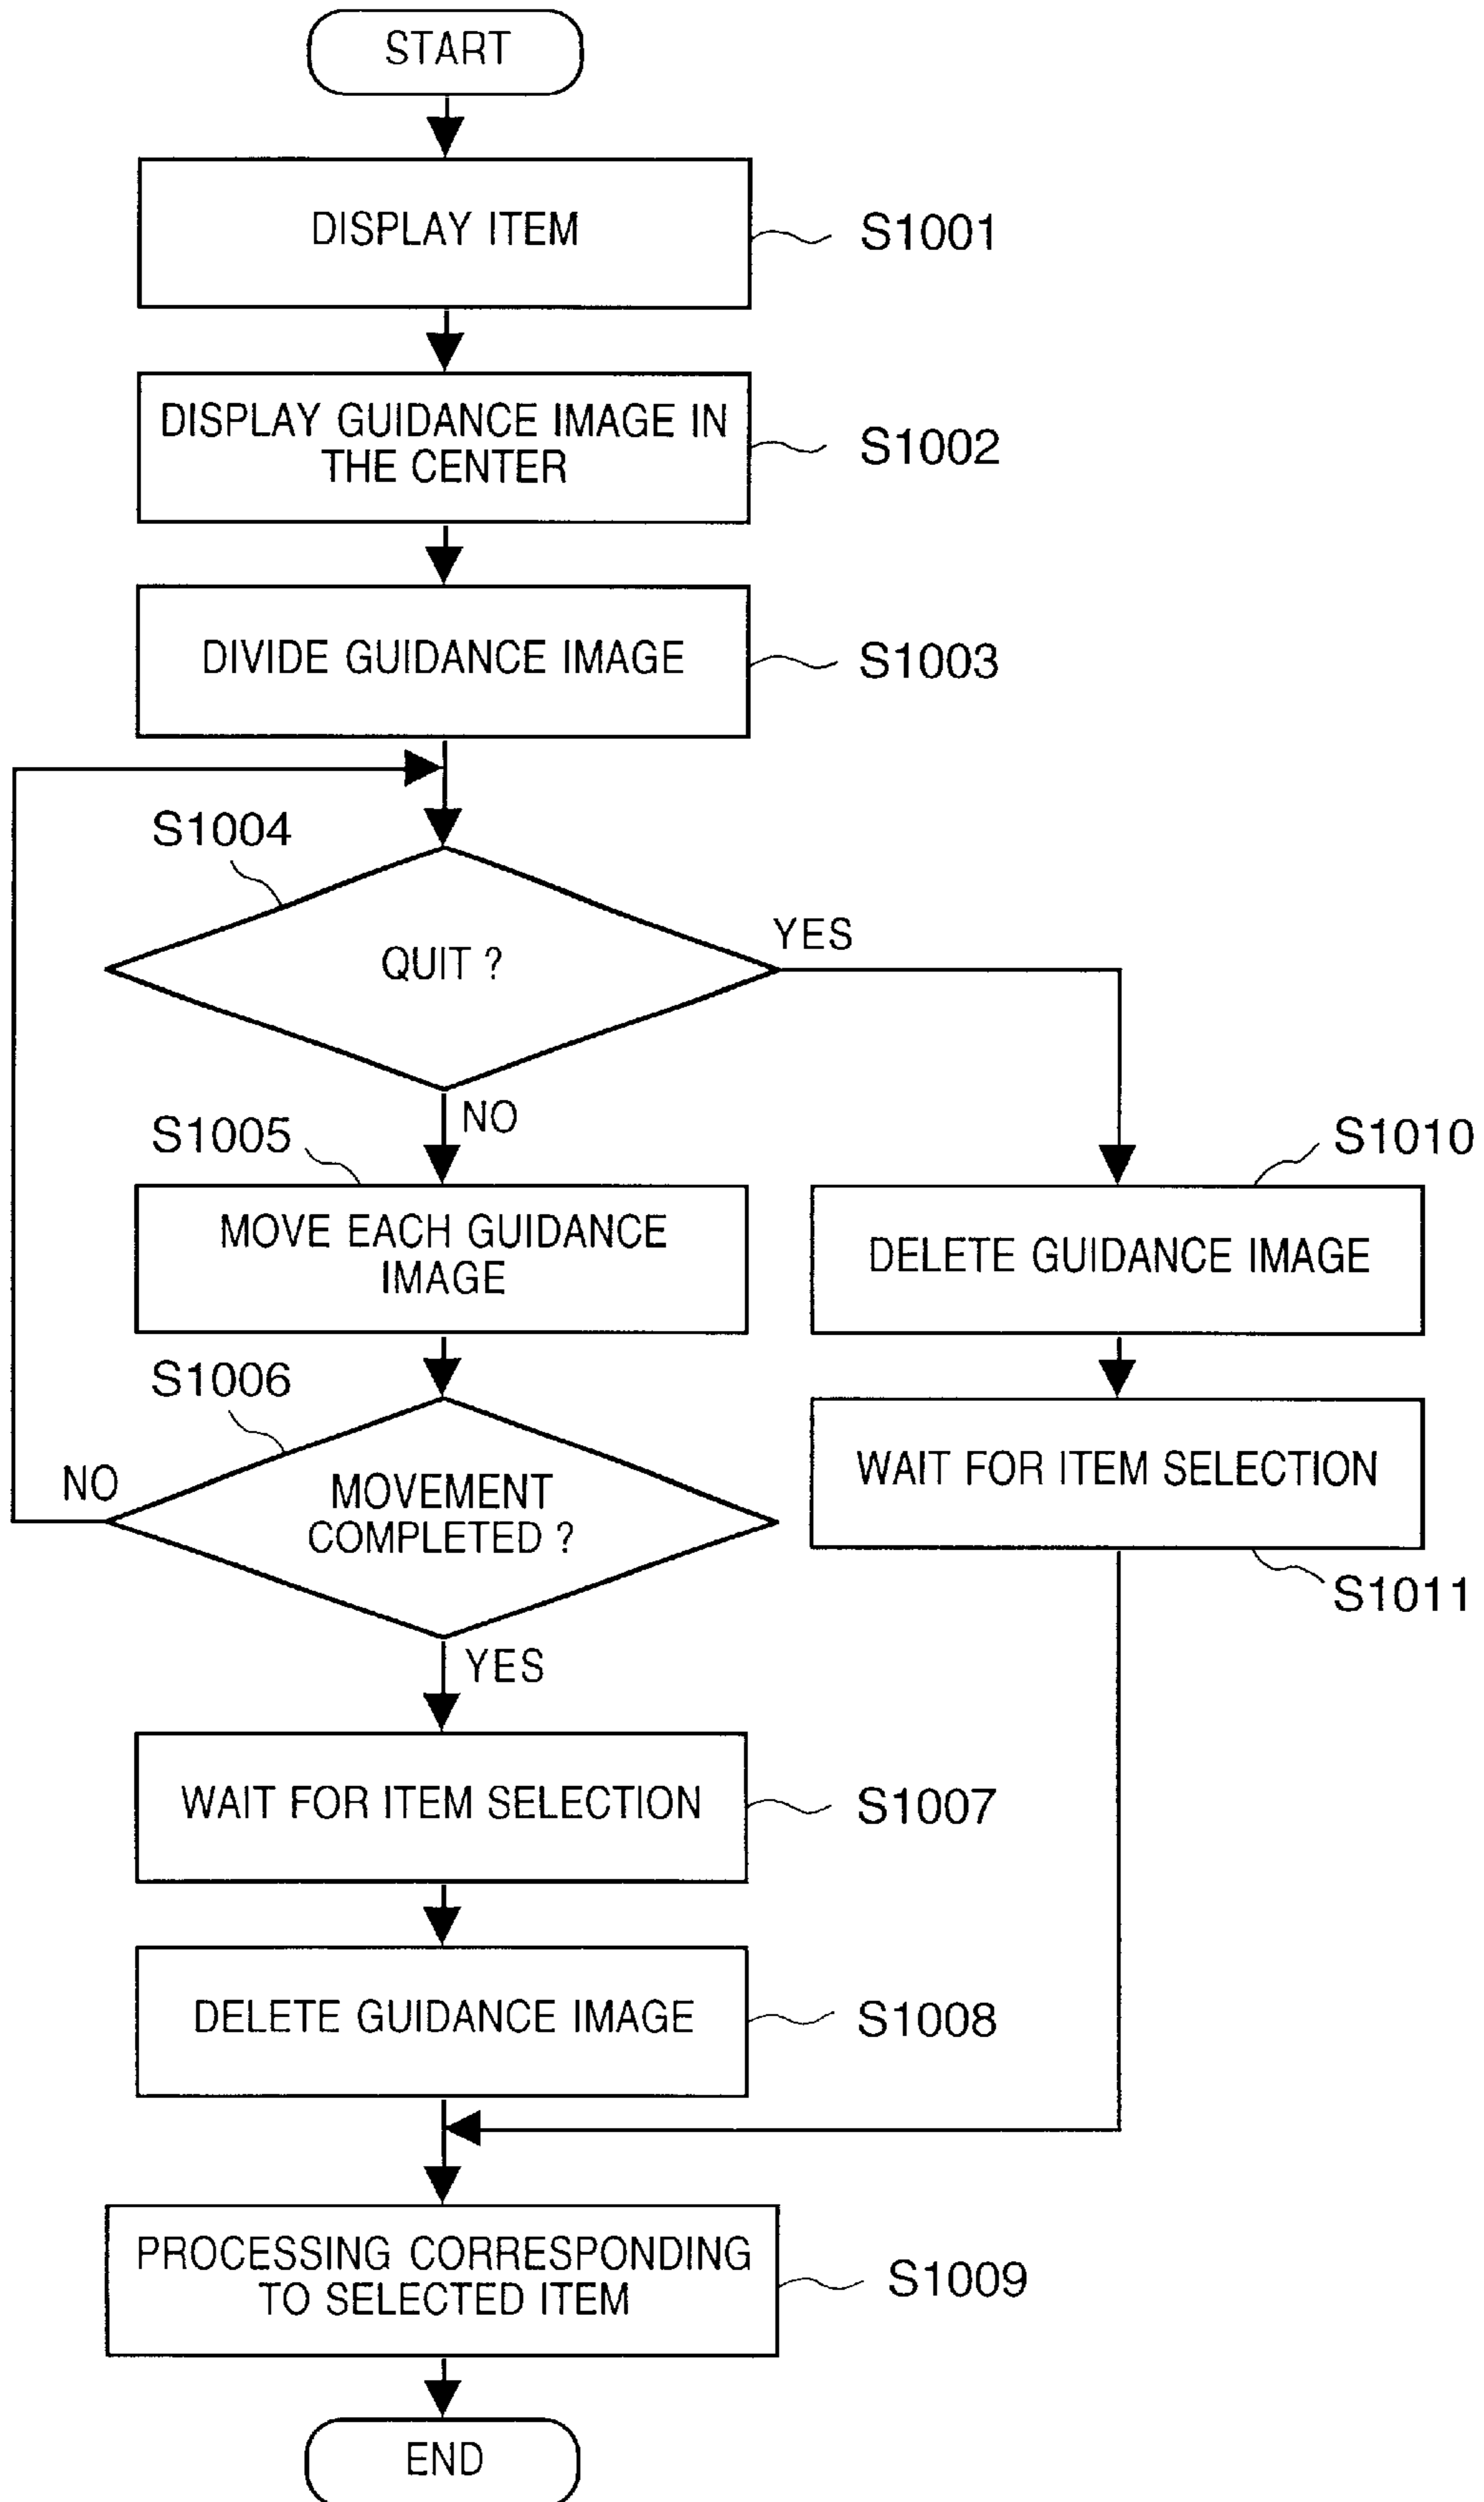 START
DISPLAY ITEM
S1001
DISPLAY GUIDANCE IMAGE IN
THE CENTER
S1002
DIVIDE GUIDANCE IMAGE
S1003
S1004
QUIT ?
YES
NO
S1005
MOVE EACH GUIDANCE
IMAGE
S1010
DELETE GUIDANCE IMAGE
S1006
NO
MOVEMENT
COMPLETED ?
YES
WAIT FOR ITEM SELECTION
S1011
WAIT FOR ITEM SELECTION
S1007
DELETE GUIDANCE IMAGE
S1008
PROCESSING CORRESPONDING
TO SELECTED ITEM
S1009
END